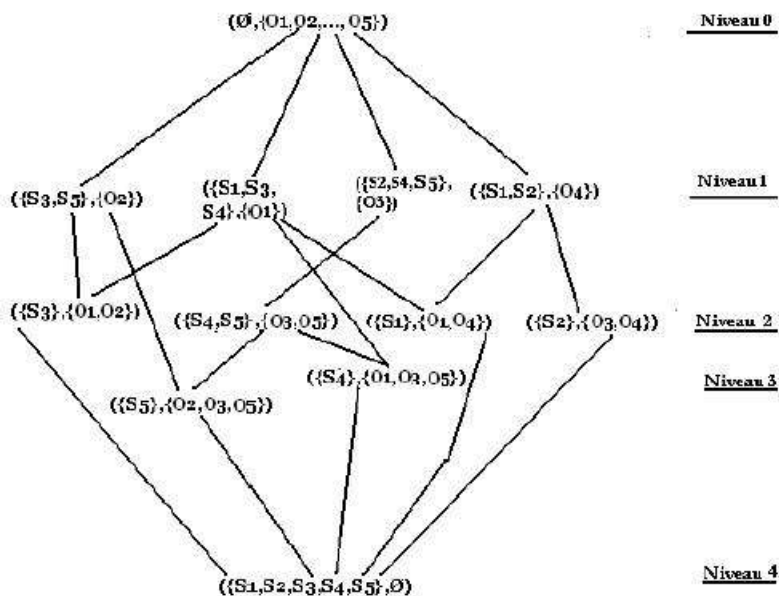 (Ø,{O1,O2,...,O5})
Niveau 0
({S3,S5},{O2})
({S1,S3,
S4},{O1})
({S2,S4,S5},
{O3})
({S1,S2},{O4})
Niveau 1
({S3},{O1,O2})
({S4,S5},{O3,O5})
({S1},{O1,O4})
({S2},{O3,O4})
Niveau 2
({S5},{O2,O3,O5})
({S4},{O1,O3,O5})
Niveau 3
({S1,S2,S3,S4,S5},Ø)
Niveau 4